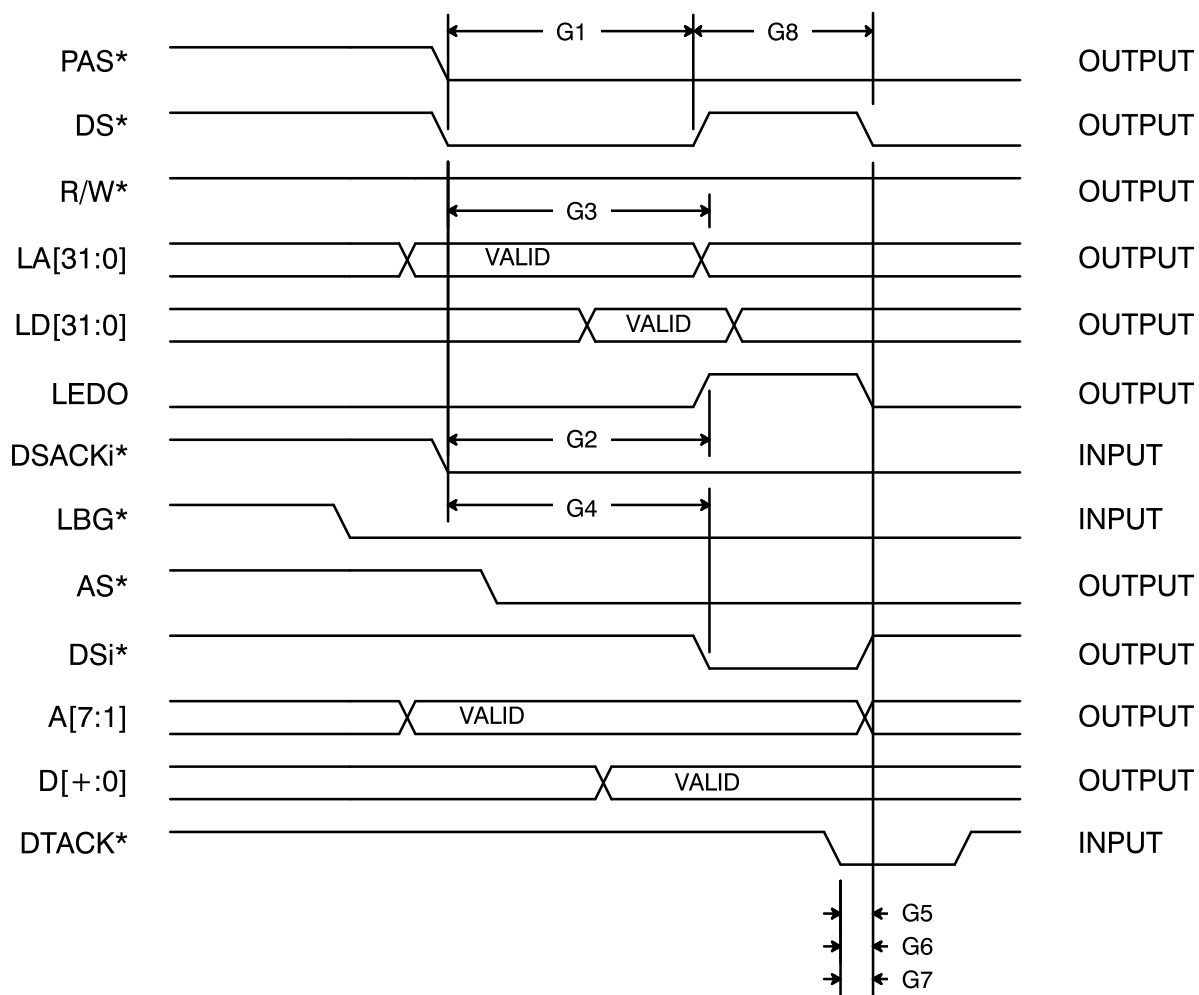 G1 G8
PAS* OUTPUT
DS* OUTPUT
R/W* OUTPUT
G3
LA[31:0] VALID OUTPUT
LD[31:0] VALID OUTPUT
LEDO OUTPUT
G2
DSACKi* INPUT
G4
LBG* INPUT
AS* OUTPUT
DSi* OUTPUT
A[7:1] VALID OUTPUT
D[+:0] VALID OUTPUT
DTACK* INPUT
G5
G6
G7